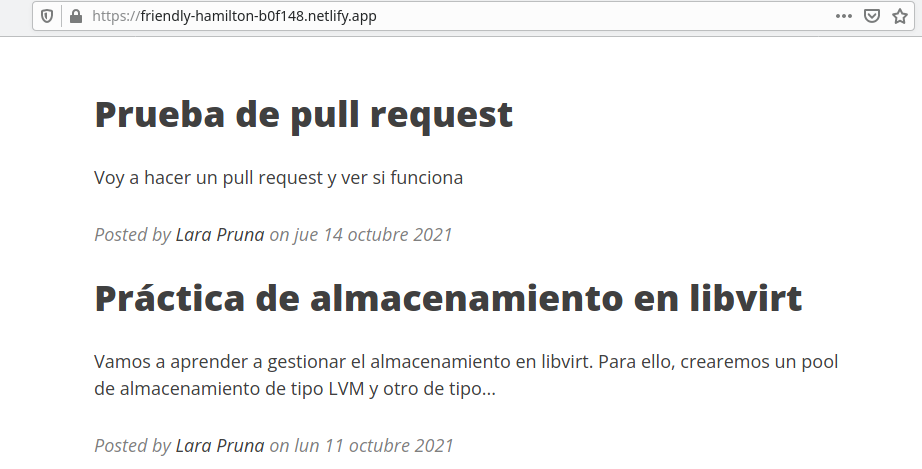 https://friendly-hamilton-b0f148.netlify.app
Prueba de pull request
Voy a hacer un pull request y ver si funciona
Posted by Lara Pruna on jue 14 octubre 2021
Práctica de almacenamiento en libvirt
Vamos a aprender a gestionar el almacenamiento en libvirt. Para ello, crearemos un pool
de almacenamiento de tipo LVM y otro de tipo...
Posted by Lara Pruna on lun 11 octubre 2021